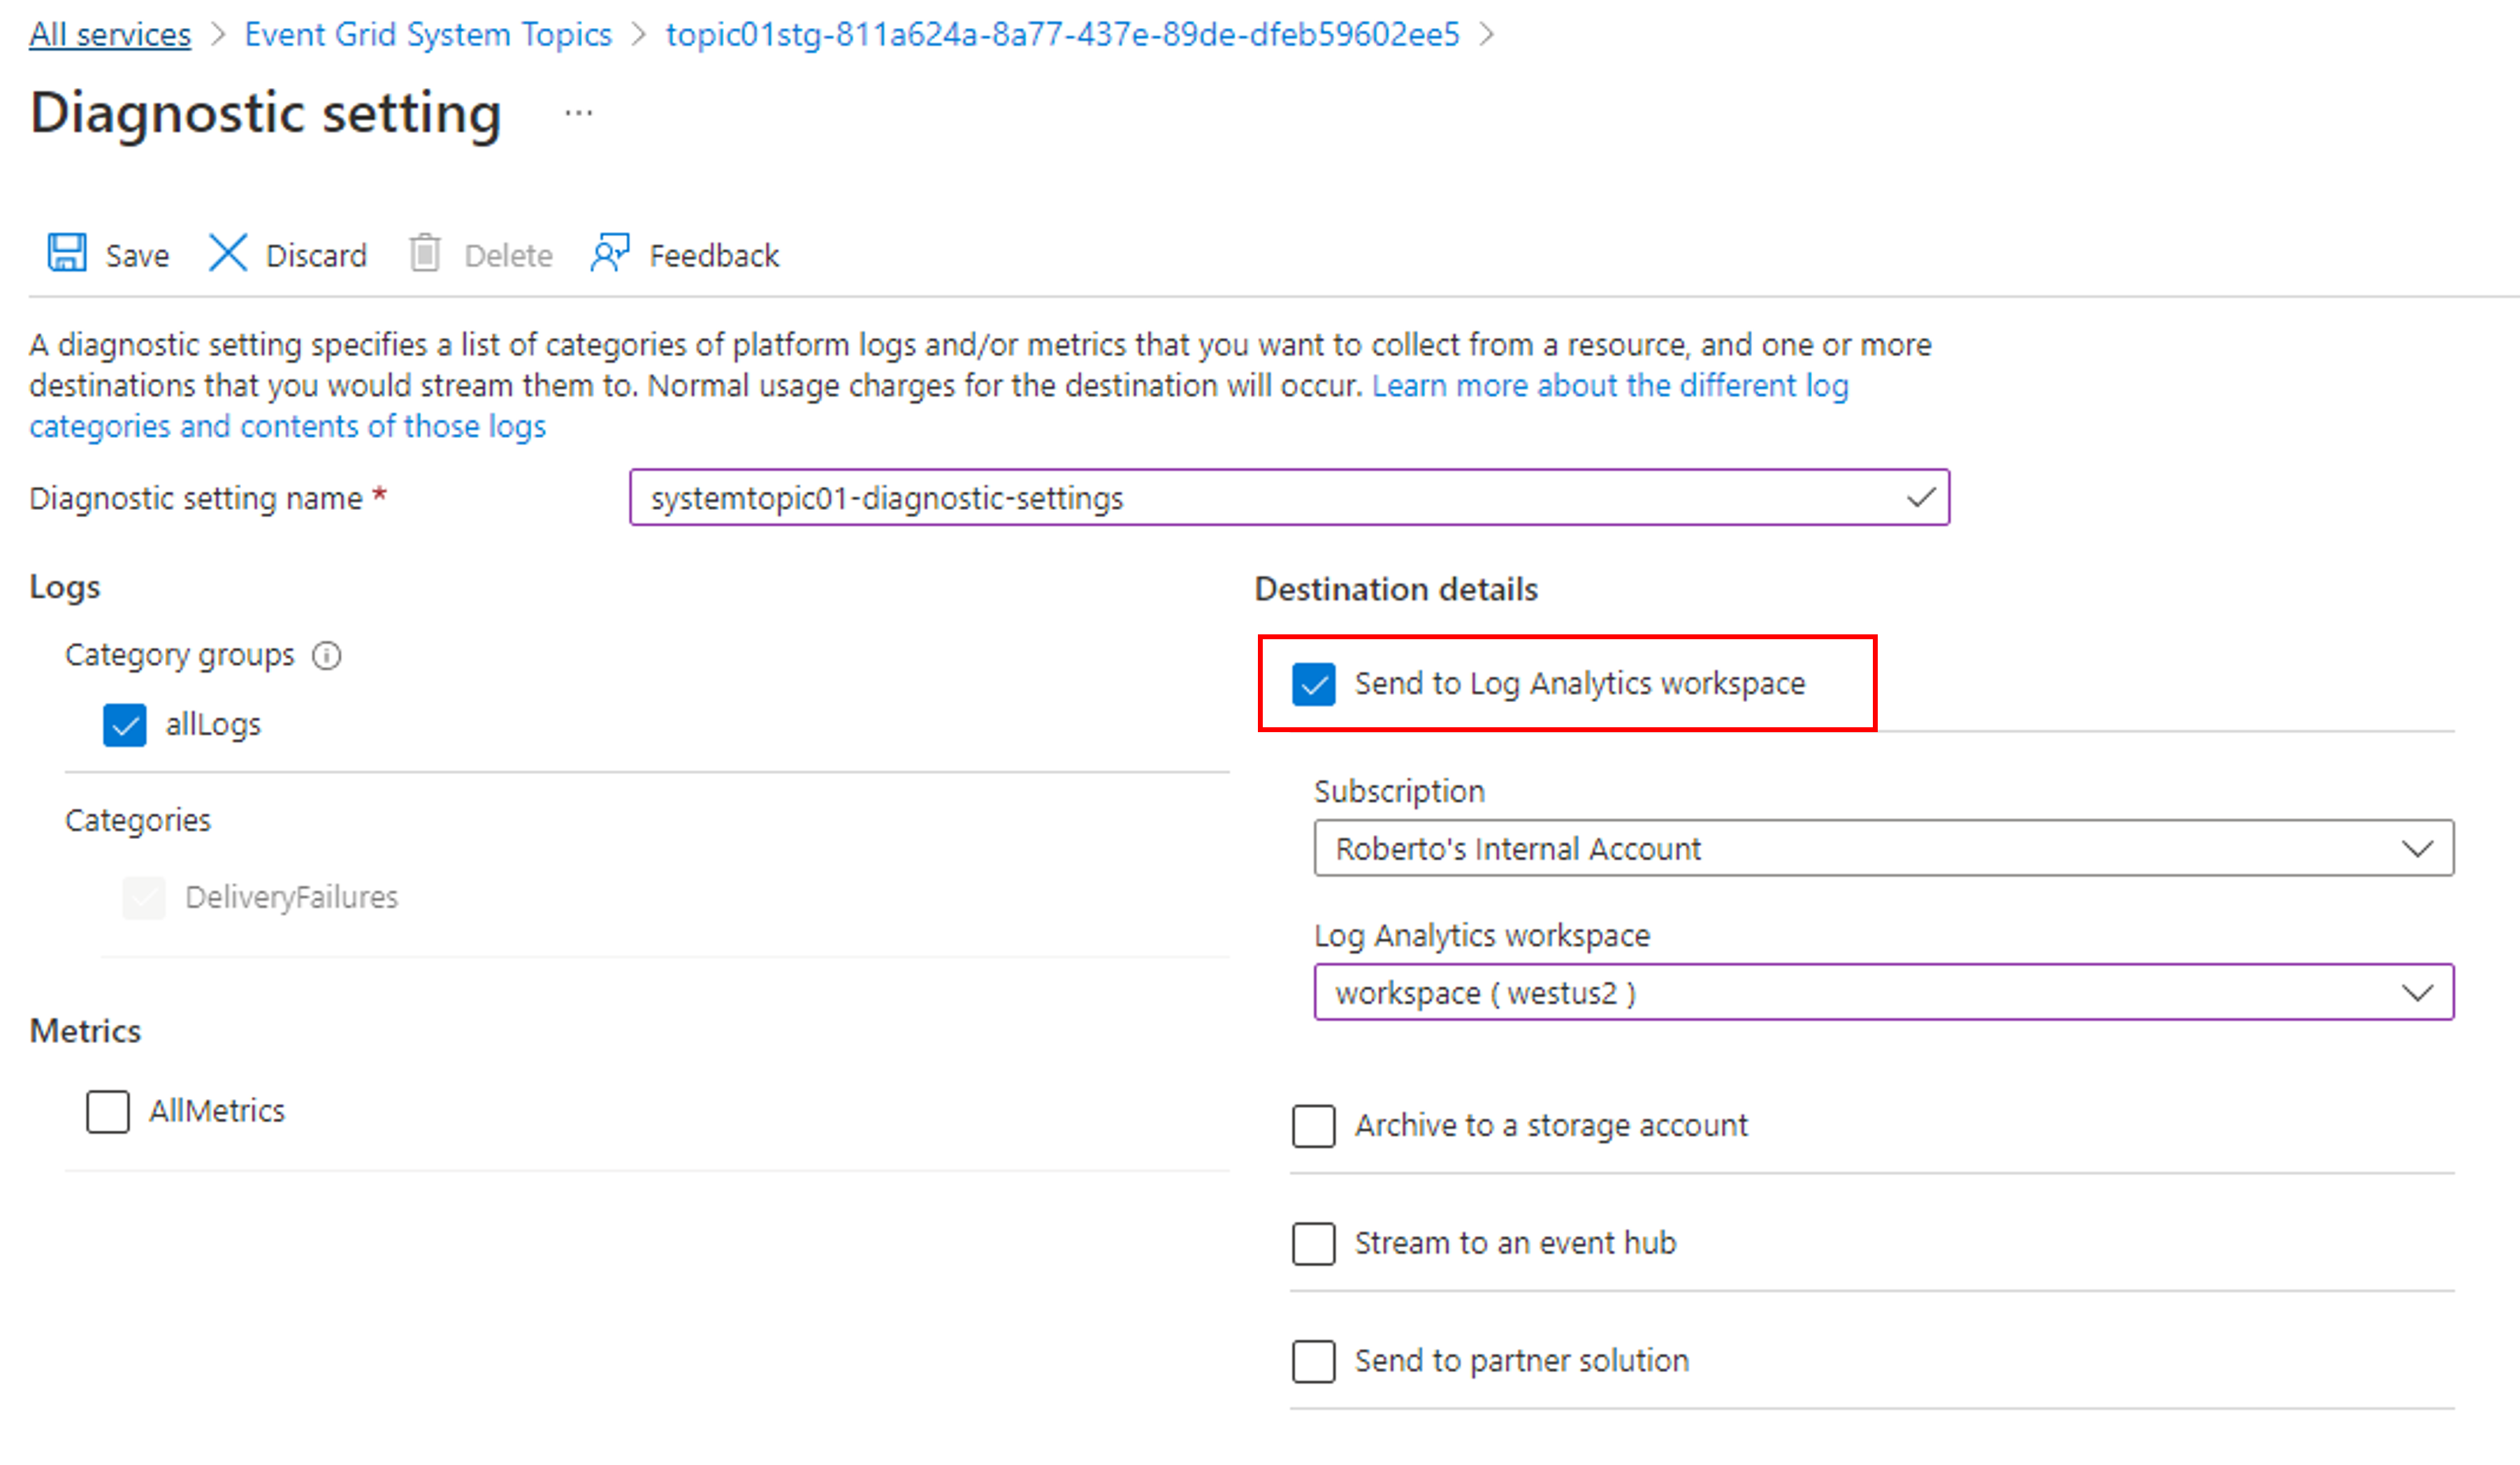 All services > Event Grid System Topics > topic01stg-811a624a-8a77-437e-89de-dfeb59602ee5 >
Diagnostic setting ...
Save Discard Delete Feedback
A diagnostic setting specifies a list of categories of platform logs and/or metrics that you want to collect from a resource, and one or more
destinations that you would stream them to. Normal usage charges for the destination will occur. Learn more about the different log
categories and contents of those logs
Diagnostic setting name *
systemtopic01-diagnostic-settings
Logs
Category groups
allLogs
Categories
DeliveryFailures
Metrics
AllMetrics
Destination details
Send to Log Analytics workspace
Subscription
Roberto's Internal Account
Log Analytics workspace
workspace ( westus2 )
Archive to a storage account
Stream to an event hub
Send to partner solution